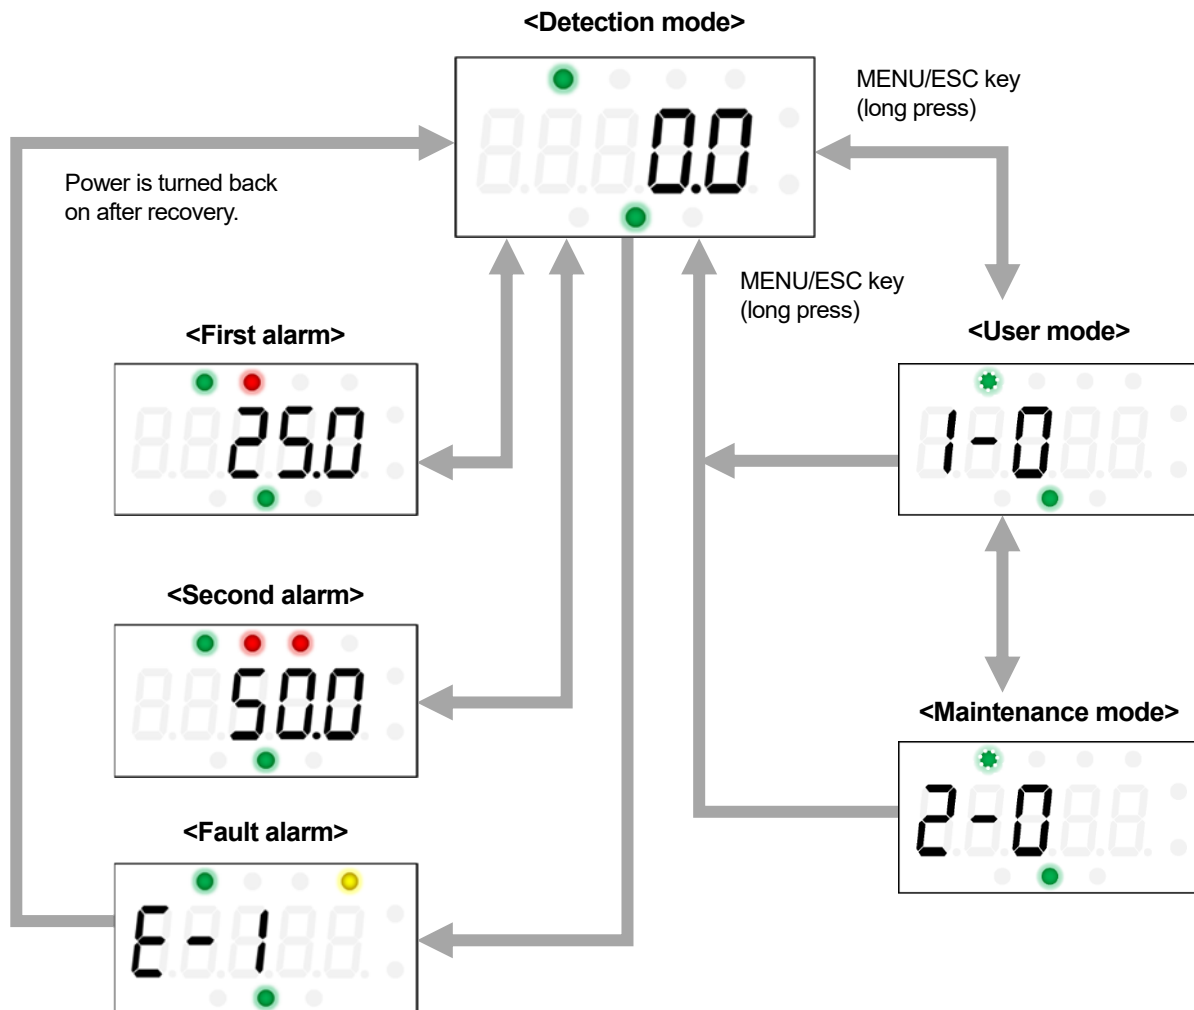 <Detection mode>
0.0
MENU/ESC key
(long press)
Power is turned back
on after recovery.
MENU/ESC key
(long press)
<First alarm>
25.0
<User mode>
1-0
<Second alarm>
50.0
<Maintenance mode>
2-0
<Fault alarm>
E-1